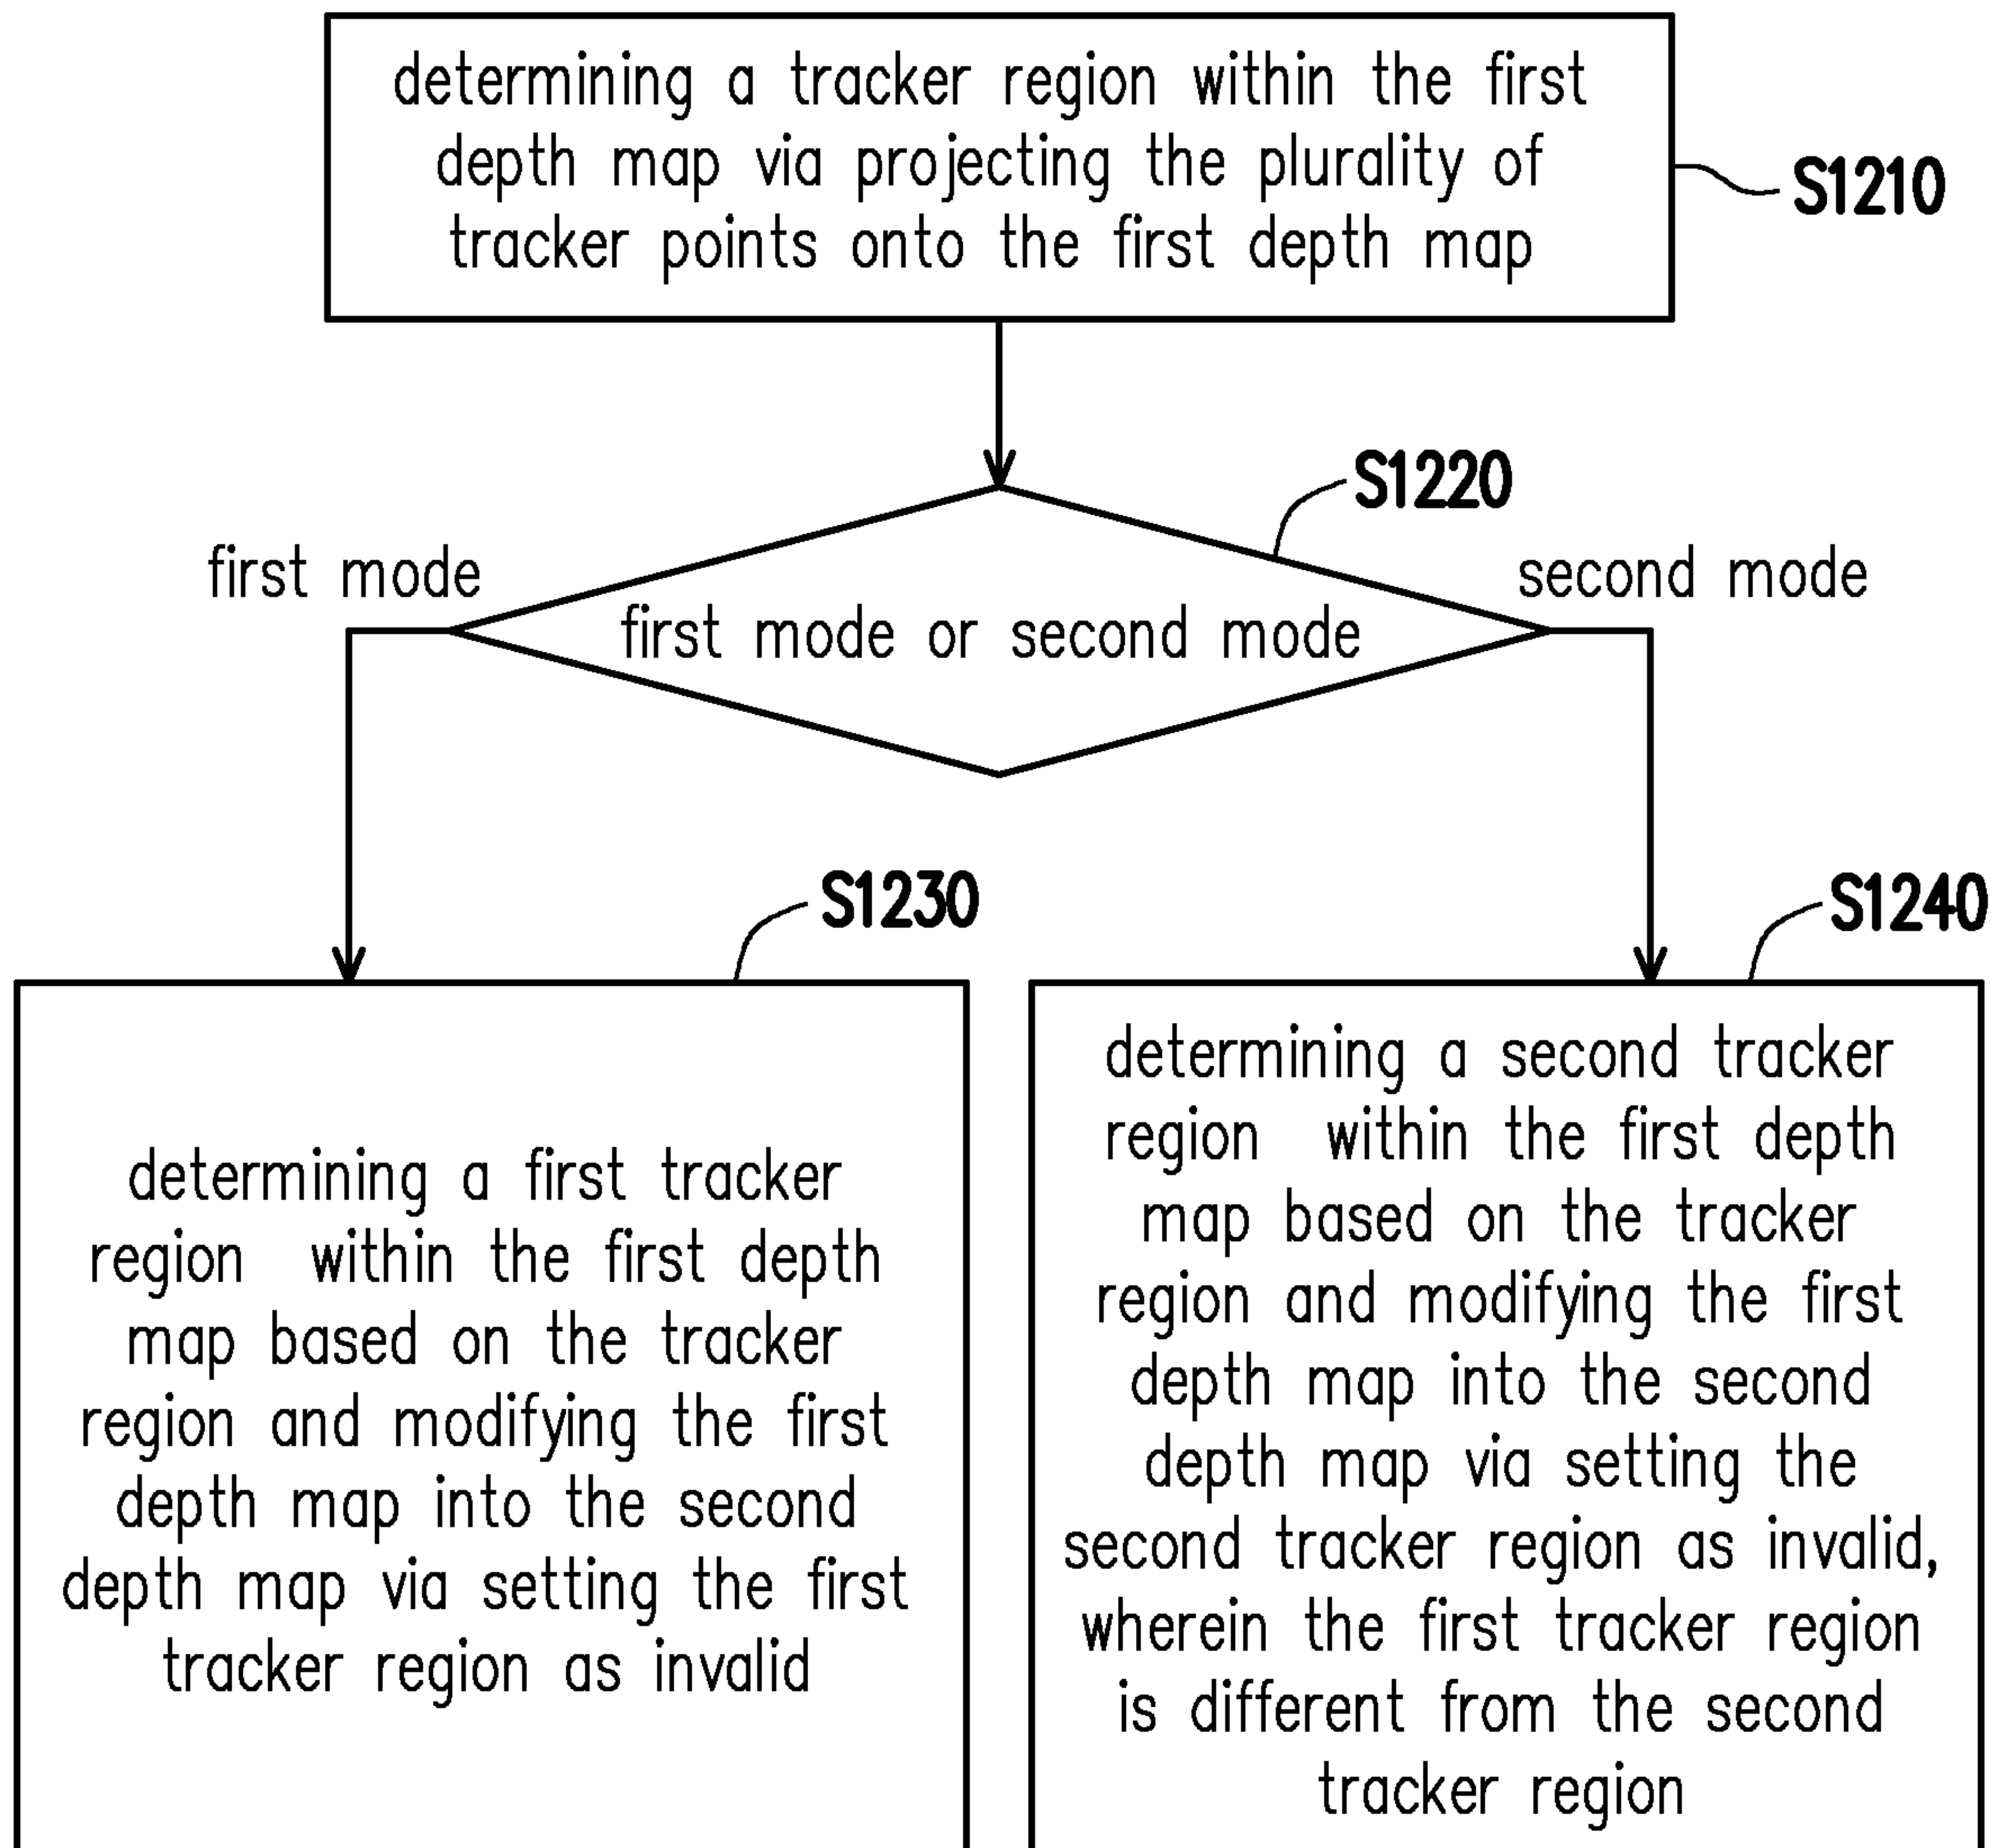 determining a tracker region within the first
depth map via projecting the plurality of
tracker points onto the first depth map
S1210
S1220
first mode
second mode
first mode or second mode
S1230
determining a first tracker
region within the first depth
map based on the tracker
region and modifying the first
depth map into the second
depth map via setting the first
tracker region as invalid
S1240
determining a second tracker
region within the first depth
map based on the tracker
region and modifying the first
depth map into the second
depth map via setting the
second tracker region as invalid,
wherein the first tracker region
is different from the second
tracker region